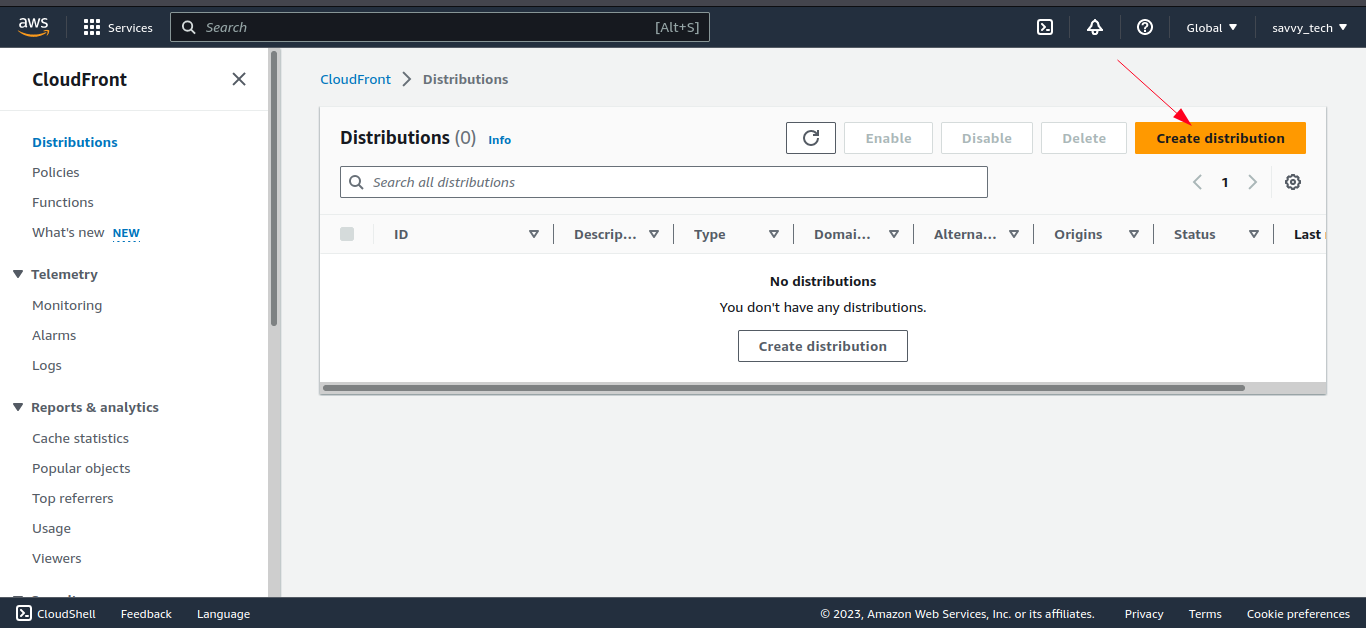 aws
Services
Search
[Alt+S]
Global
savvy_tech
CloudFront
Distributions
Policies
Functions
What's new NEW
Telemetry
Monitoring
Alarms
Logs
Reports & analytics
Cache statistics
Popular objects
Top referrers
Usage
Viewers
CloudFront Distributions
Distributions (0) Info
Enable
Disable
Delete
Create distribution
Search all distributions
1
ID
Descrip...
Type
Domai...
Alterna...
Origins
Status
Last
No distributions
You don't have any distributions.
Create distribution
CloudShell
Feedback
Language
© 2023, Amazon Web Services, Inc. or its affiliates.
Privacy
Terms
Cookie preferences